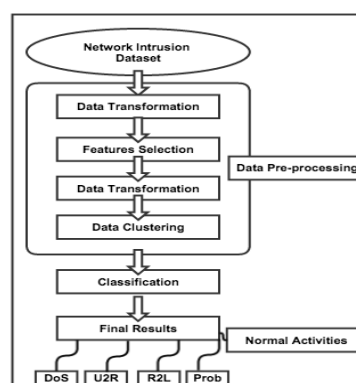 Network Intrusion
Dataset
Data Transformation
Features Selection
Data Pre-processing
Data Transformation
Data Clustering
Classification
Final Results
Normal Activities
DoS
U2R
R2L
Prob